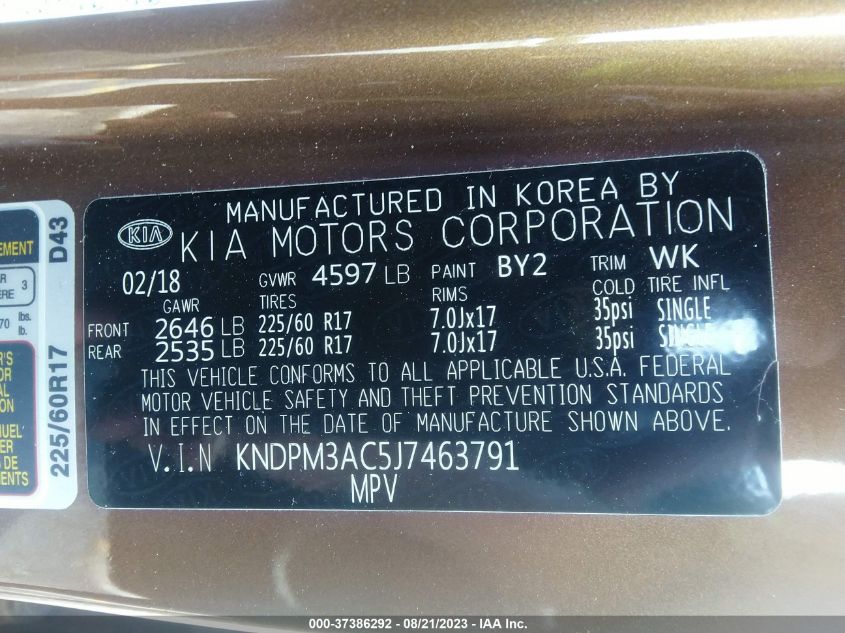 MANUFACTURED IN KOREA BY
KIA KIA MOTORS CORPORATION
02/18 GVWR 4597 LB PAINT BY2 TRIM WK
GAWR TIRES RIMS COLD TIRE INFL
FRONT 2646 LB 225/60 R17 7.0Jx17 35psi SINGLE
REAR 2535 LB 225/60 R17 7.0Jx17 35psi SINGLE
THIS VEHICLE CONFORMS TO ALL APPLICABLE U.S.A. FEDERAL
MOTOR VEHICLE SAFETY AND THEFT PREVENTION STANDARDS
IN EFFECT ON THE DATE OF MANUFACTURE SHOWN ABOVE.
V.I.N KNDPM3AC5J7463791
MPV
225/60R17 D43
3
lbs.
lb.
000-37386292 - 08/21/2023 - IAA Inc.